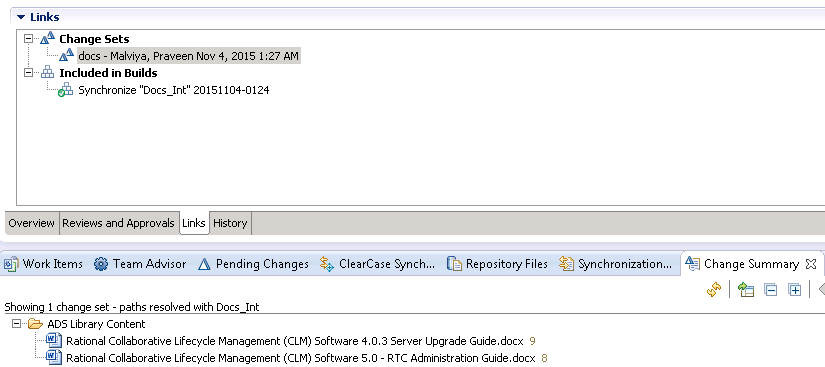 Links
Change Sets
docs - Malviya, Praveen Nov 4, 2015 1:27 AM
Included in Builds
Synchronize "Docs_Int" 20151104-0124
Overview Reviews and Approvals Links History
Work Items Team Advisor Pending Changes ClearCase Synch... Repository Files Synchronization... Change Summary
Showing 1 change set - paths resolved with Docs_Int
ADS Library Content
Rational Collaborative Lifecycle Management (CLM) Software 4.0.3 Server Upgrade Guide.docx 9
Rational Collaborative Lifecycle Management (CLM) Software 5.0 - RTC Administration Guide.docx 8